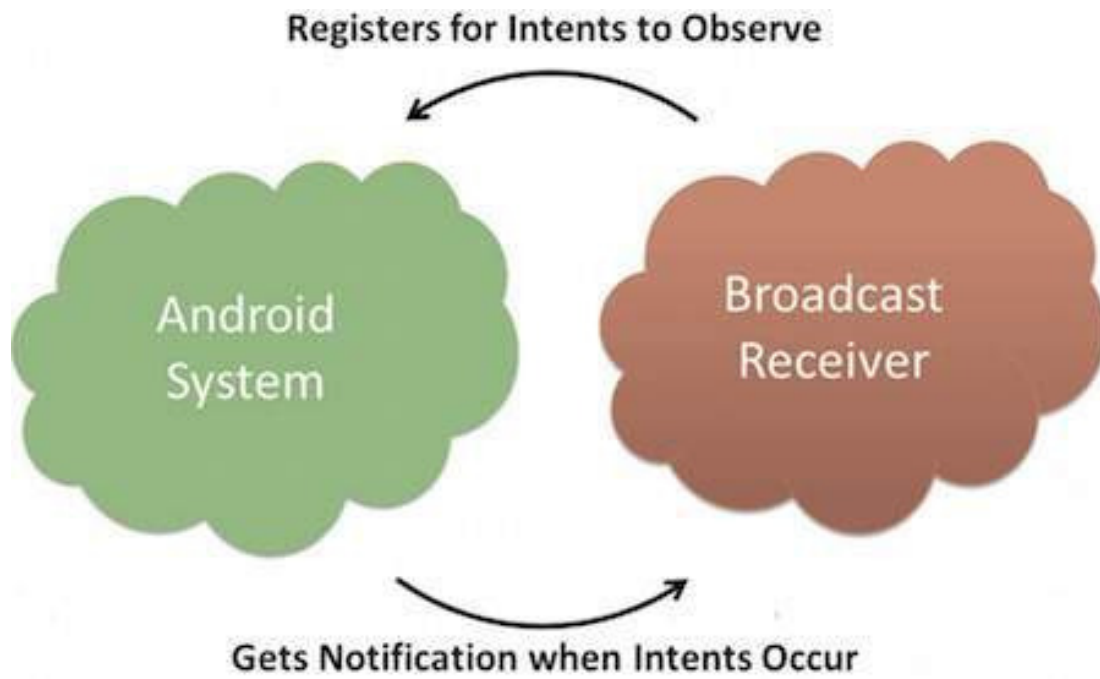 Registers for Intents to Observe
Android
System
Broadcast
Receiver
Gets Notification when Intents Occur